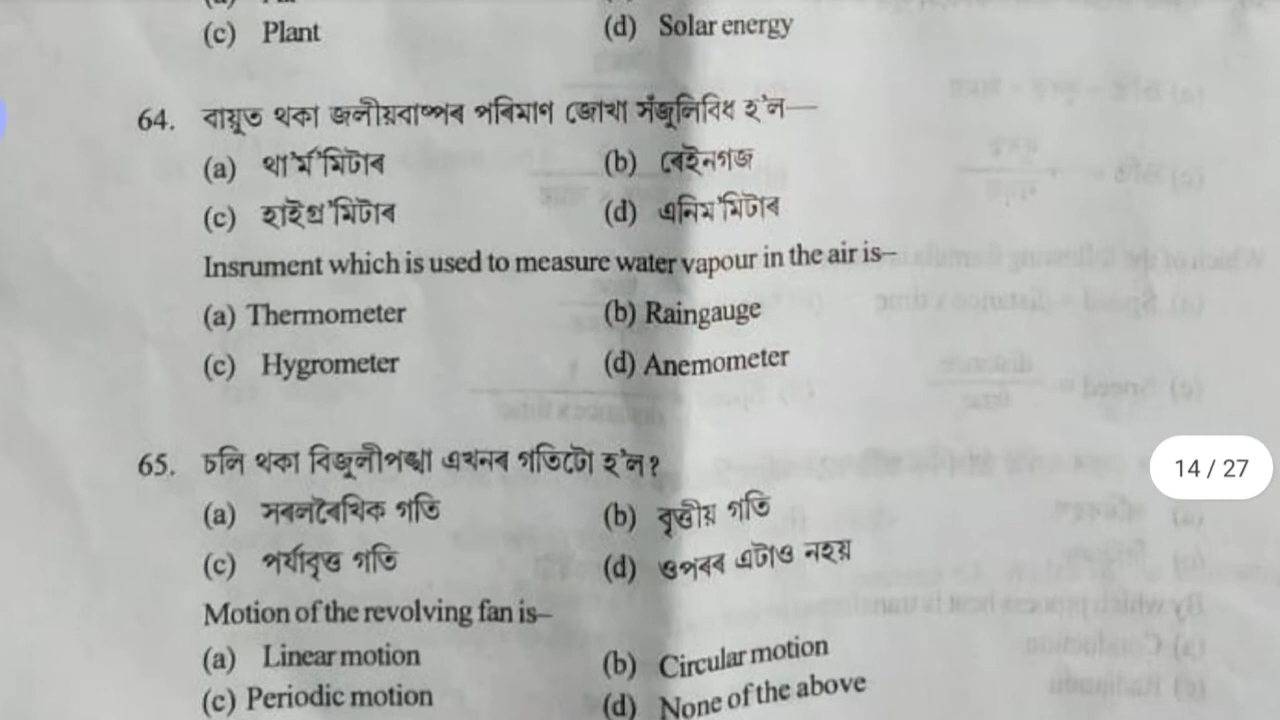 (c) Plant (d) Solar energy
64. বায়ুত থকা জলীয়বাষ্পৰ পৰিমাণ জোখা সঁজুলিবিধ হ'ল—
(a) থা'ৰ্ম'মিটাৰ (b) ৰেইনগজ
(c) হাইগ্ৰ'মিটাৰ (d) এনিম'মিটাৰ
Insrument which is used to measure water vapour in the air is–
(a) Thermometer (b) Raingauge
(c) Hygrometer (d) Anemometer
65. চলি থকা বিজুলীপঙ্খা এখনৰ গতিটো হ'ল?
(a) সৰলৰৈখিক গতি (b) বৃত্তীয় গতি
(c) পৰ্যাবৃত্ত গতি (d) ওপৰৰ এটাও নহয়
14 / 27
Motion of the revolving fan is–
(a) Linear motion (b) Circular motion
(c) Periodic motion (d) None of the above